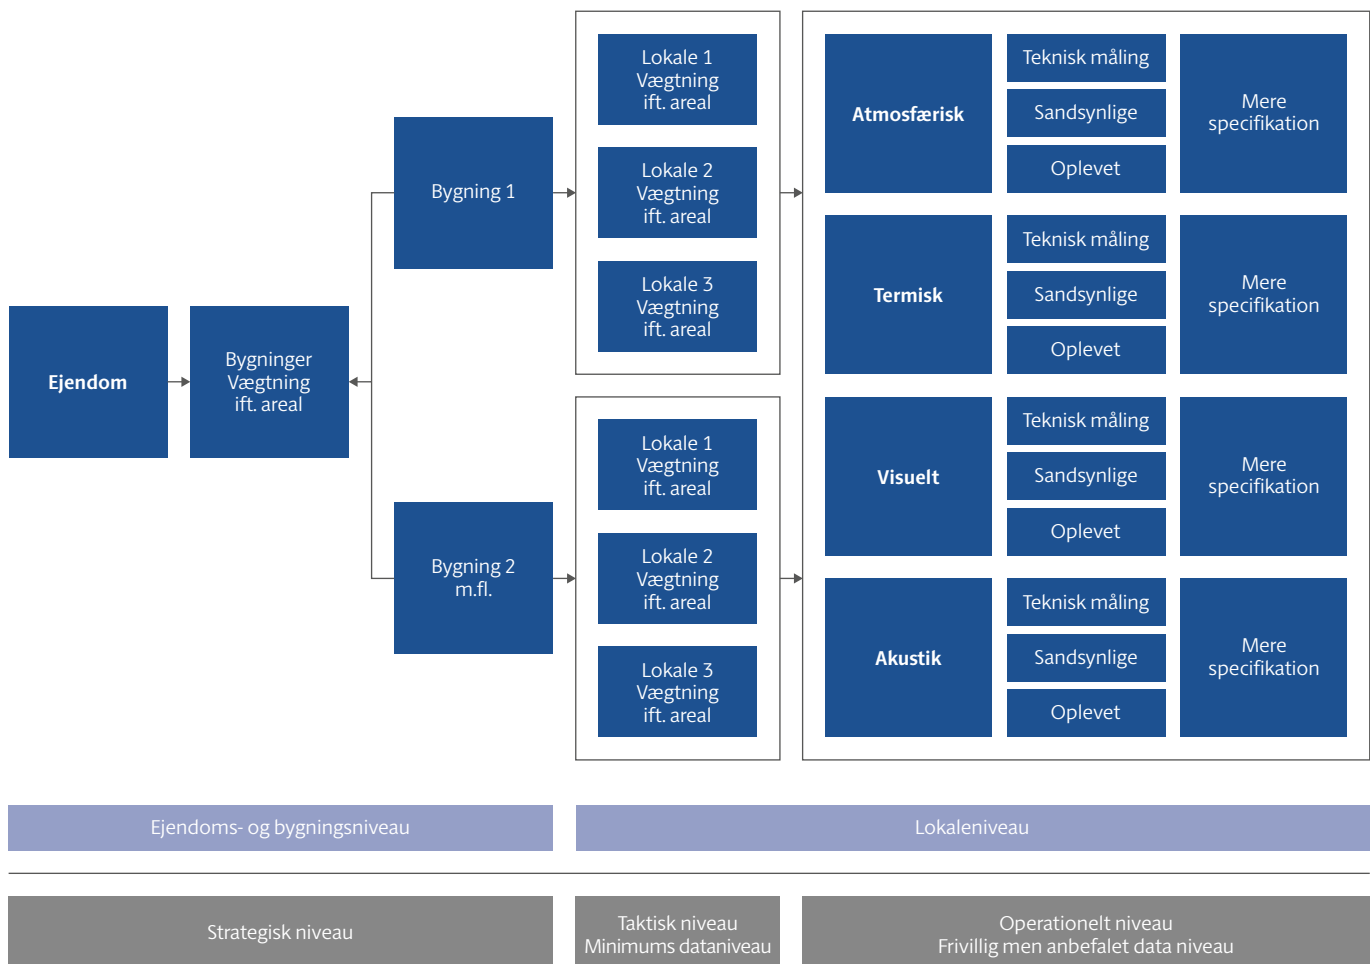 Ejendom
Bygninger
Vægtning
ift. areal
Bygning 1
Bygning 2
m.fl.
Lokale 1
Vægtning
ift. areal
Lokale 2
Vægtning
ift. areal
Lokale 3
Vægtning
ift. areal
Lokale 1
Vægtning
ift. areal
Lokale 2
Vægtning
ift. areal
Lokale 3
Vægtning
ift. areal
Atmosfærisk
Teknisk måling
Sandsynlige
Oplevet
Mere
specifikation
Termisk
Teknisk måling
Sandsynlige
Oplevet
Mere
specifikation
Visuelt
Teknisk måling
Sandsynlige
Oplevet
Mere
specifikation
Akustik
Teknisk måling
Sandsynlige
Oplevet
Mere
specifikation
Ejendoms- og bygningsniveau
Lokaleniveau
Strategisk niveau
Taktisk niveau
Minimums dataniveau
Operationelt niveau
Frivillig men anbefalet data niveau